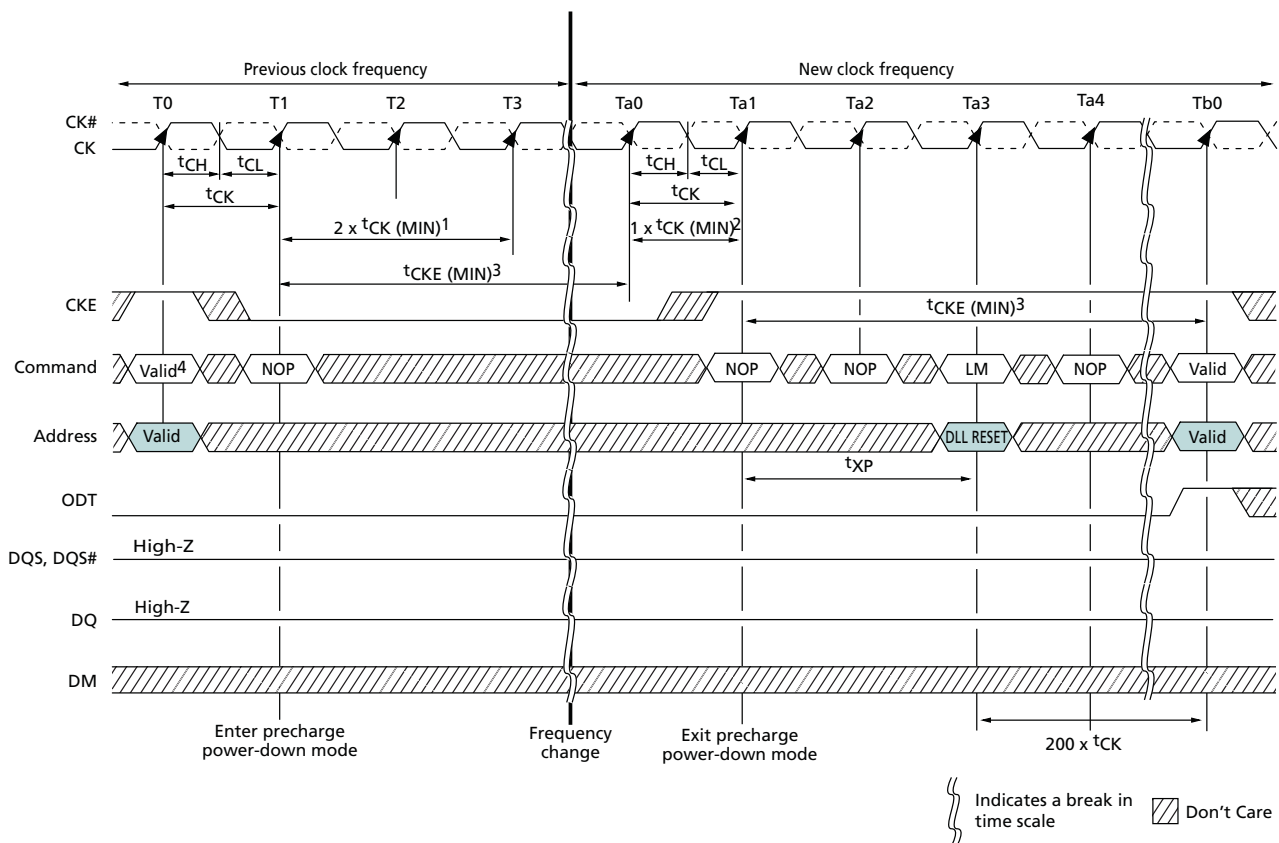 Previous clock frequency New clock frequency
T0 T1 T2 T3 Ta0 Ta1 Ta2 Ta3 Ta4 Tb0
CK#
CK
tCH tCL tCH tCL
tCK tCK
2 x tCK (MIN)1 1 x tCK (MIN)2
tCKE (MIN)3
CKE
tCKE (MIN)3
Command Valid4 NOP NOP NOP LM NOP Valid
Address Valid DLL RESET Valid
tXP
ODT
High-Z
DQS, DQS#
High-Z
DQ
DM
Enter precharge
power-down mode
Frequency
change
Exit precharge
power-down mode
200 x tCK
Indicates a break in
time scale
Don't Care